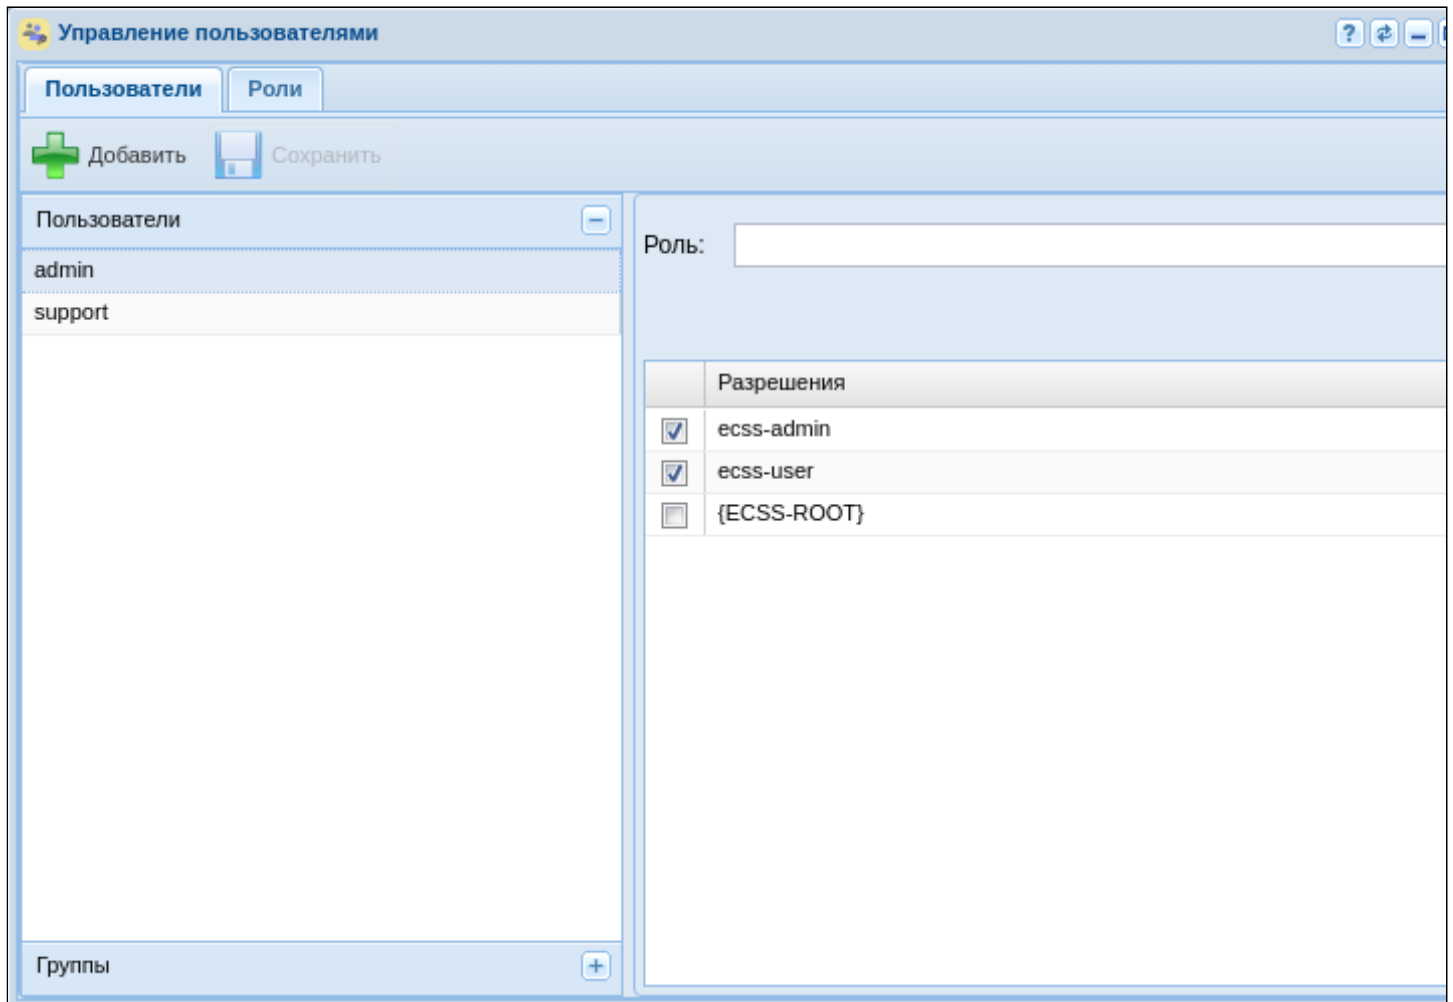 Управление пользователями
Пользователи Роли
Добавить Сохранить
Пользователи
admin
support
Группы
Роль:
Разрешения
ecss-admin
ecss-user
{ECSS-ROOT}